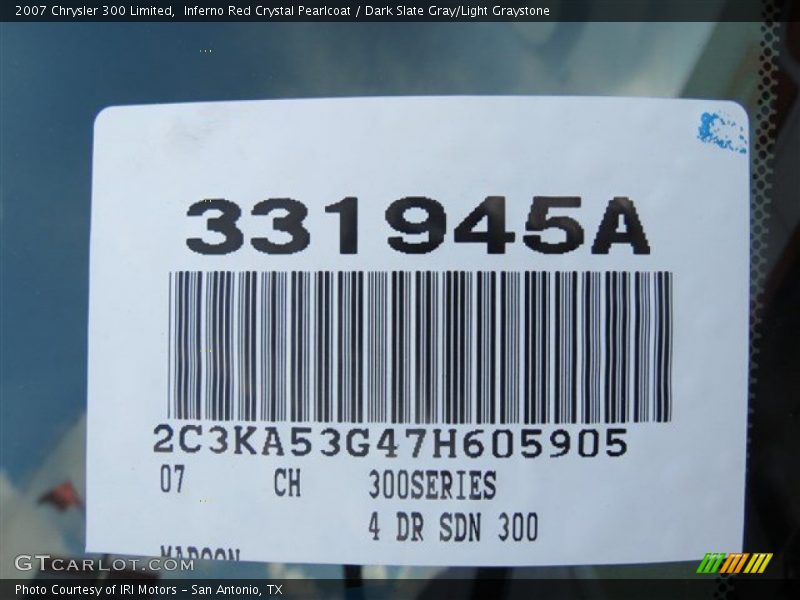 2007 Chrysler 300 Limited,  Inferno Red Crystal Pearlcoat / Dark Slate Gray/Light Graystone
331945A
2C3KA53G47H605905
07 CH 300SERIES
4 DR SDN 300
MAROON
GTCARLOT.COM
Photo Courtesy of IRI Motors – San Antonio, TX